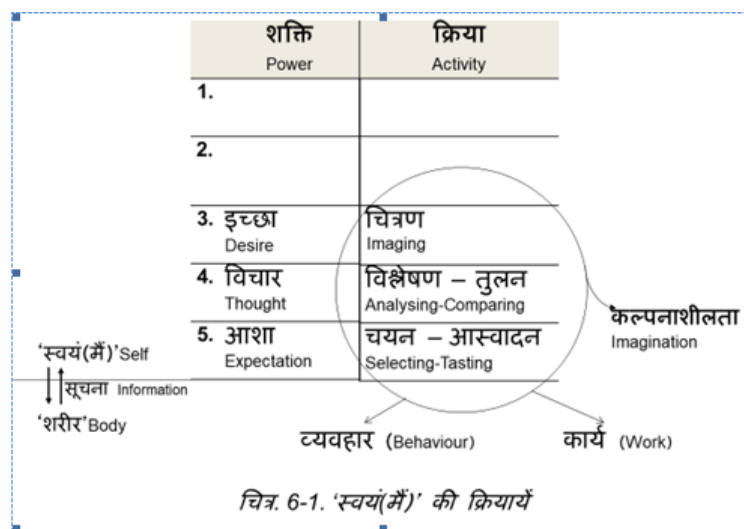 शक्ति क्रिया
Power Activity
1.
2.
3. इच्छा चित्रण
Desire Imaging
4. विचार विश्लेषण – तुलन
Thought Analysing-Comparing
5. आशा चयन – आस्वादन
Expectation Selecting-Tasting
कल्पनाशीलता
Imagination
‘स्वयं(मैं)’Self
सूचना Information
‘शरीर’Body
व्यवहार (Behaviour) कार्य (Work)
चित्र. 6-1. ‘स्वयं(मैं)’ की क्रियायें